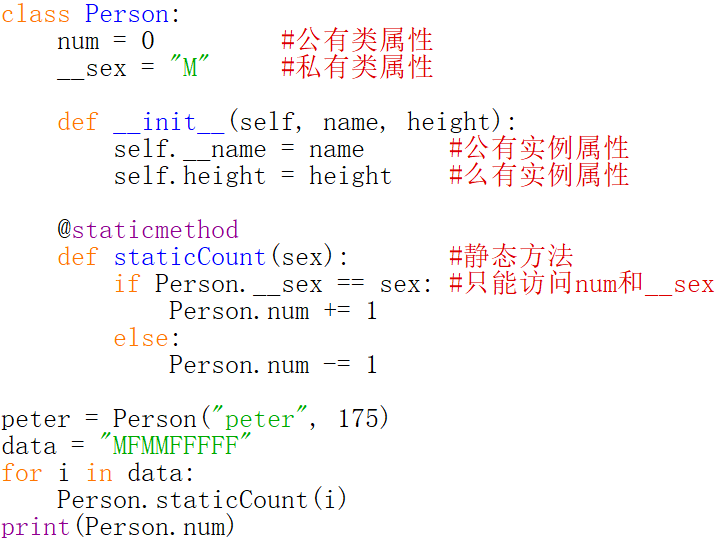 class Person:
    num = 0         #公有类属性
    __sex = "M"     #私有类属性

    def __init__(self, name, height):
        self.__name = name      #公有实例属性
        self.height = height    #么有实例属性

    @staticmethod
    def staticCount(sex):       #静态方法
        if Person.__sex == sex: #只能访问num和__sex
            Person.num += 1
        else:
            Person.num -= 1

peter = Person("peter", 175)
data = "MFMMFFFFF"
for i in data:
    Person.staticCount(i)
print(Person.num)